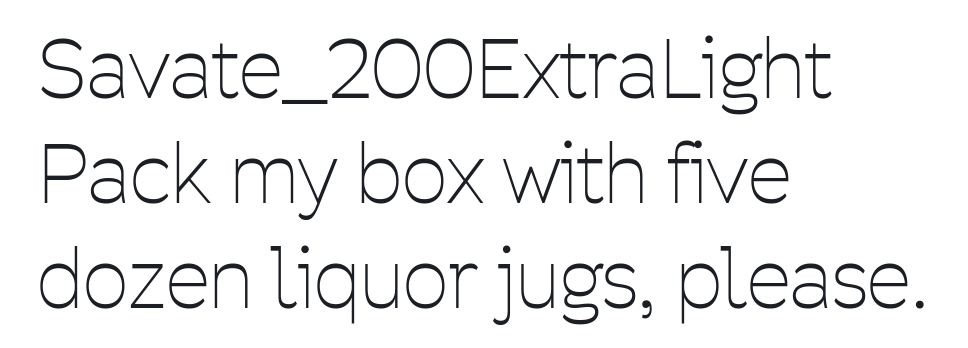 Savate_200ExtraLight
Pack my box with five
dozen liquor jugs, please.